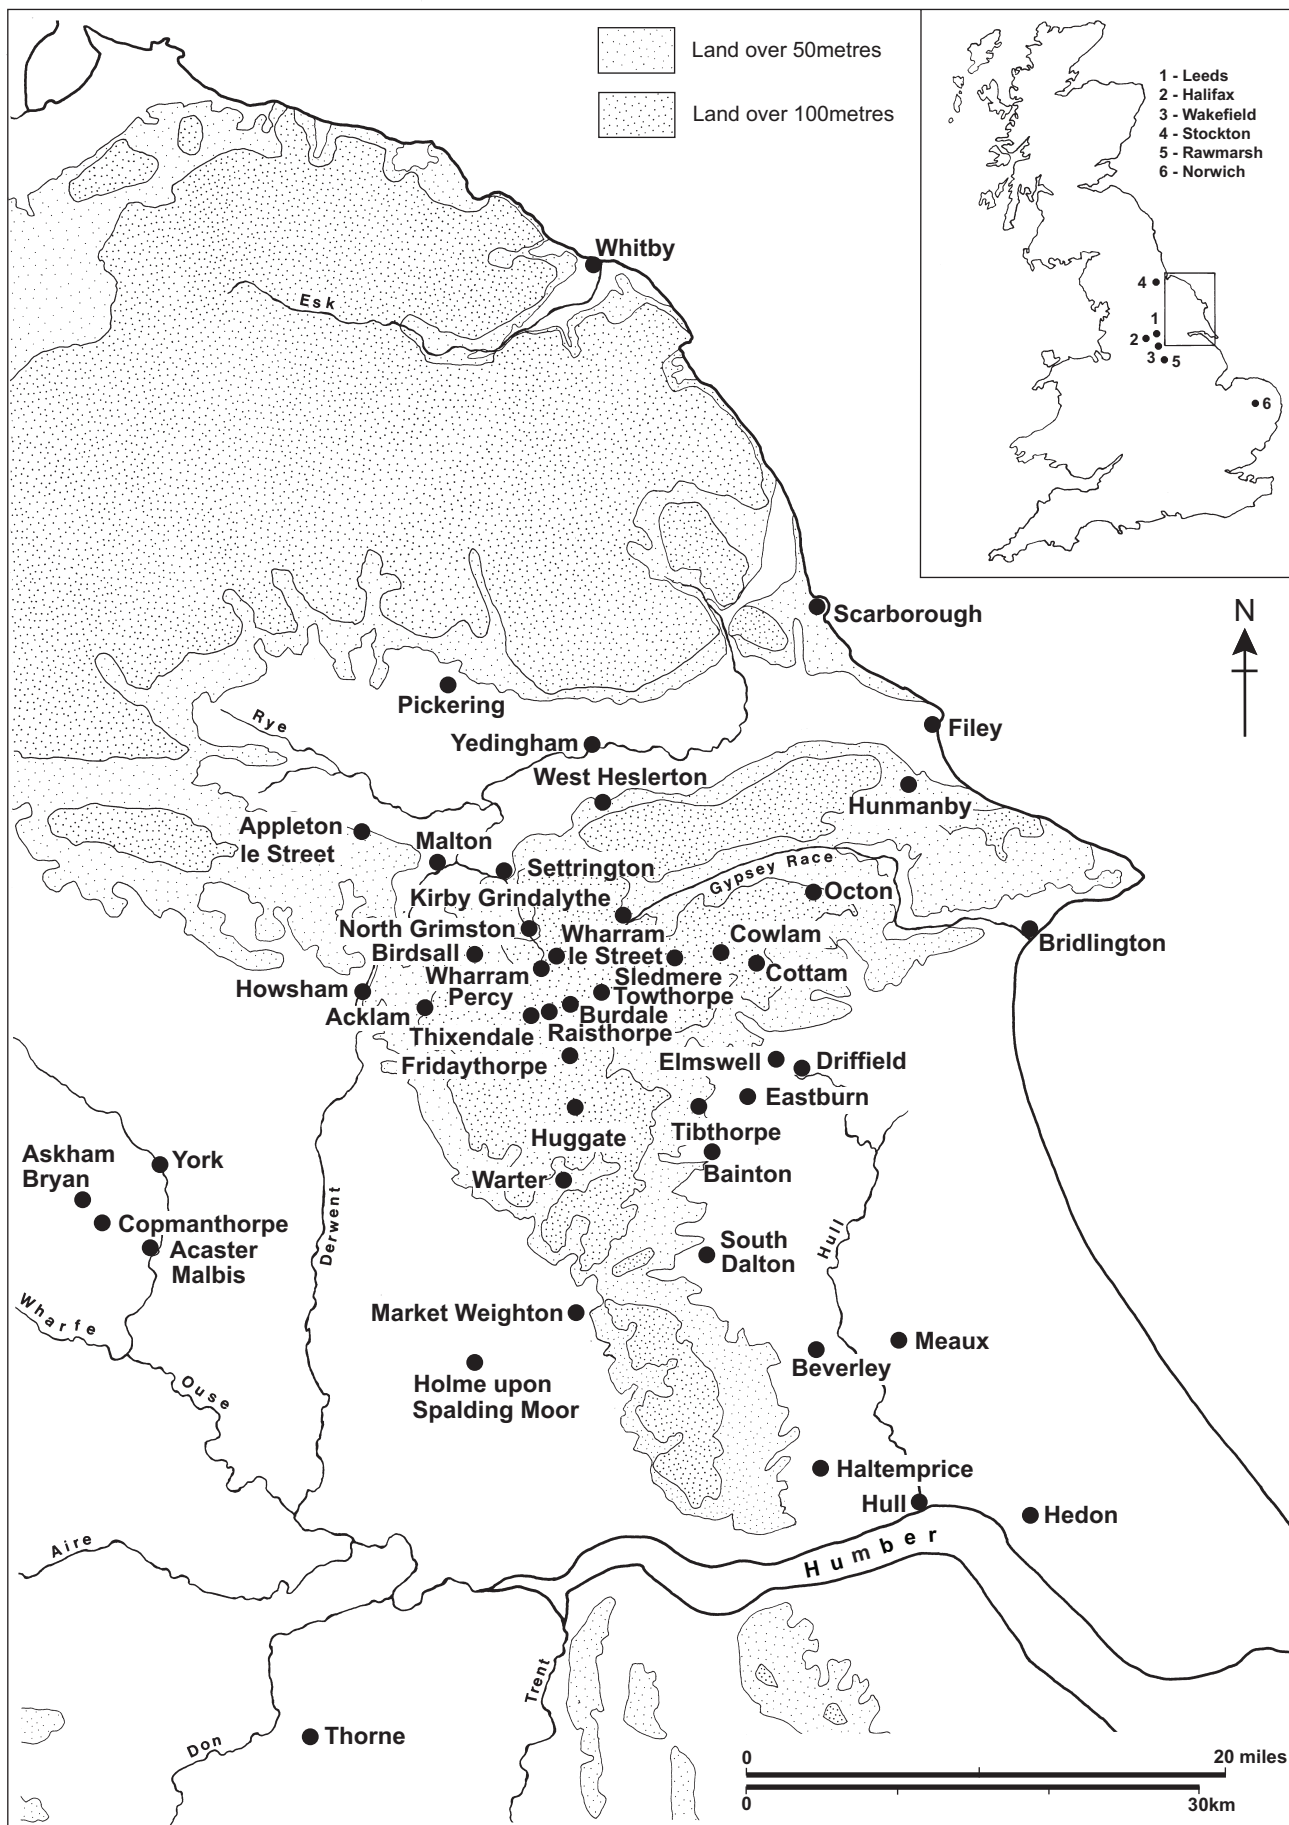 Land over 50metres
Land over 100metres
1 - Leeds
2 - Halifax
3 - Wakefield
4 - Stockton
5 - Rawmarsh
6 - Norwich
4
1
2
3
5
6
Whitby
Esk
N
Scarborough
Pickering
Rye
Filey
Yedingham
West Heslerton
Hunmanby
Appleton
le Street
Malton
Settrington
Gypsey Race
Octon
Kirby Grindalythe
North Grimston
Wharram
le Street
Cowlam
Bridlington
Birdsall
Wharram
Percy
Sledmere
Cottam
Howsham
Towthorpe
Acklam
Burdale
Thixendale
Raisthorpe
Fridaythorpe
Elmswell
Driffield
Eastburn
Huggate
Tibthorpe
Askham
Bryan
York
Warter
Bainton
Copmanthorpe
Acaster
Malbis
Derwent
Hull
South
Dalton
Wharfe
Market Weighton
Meaux
Beverley
Ouse
Holme upon
Spalding Moor
Haltemprice
Hull
Hedon
Aire
Humber
Trent
Don
Thorne
0
20 miles
0
30km